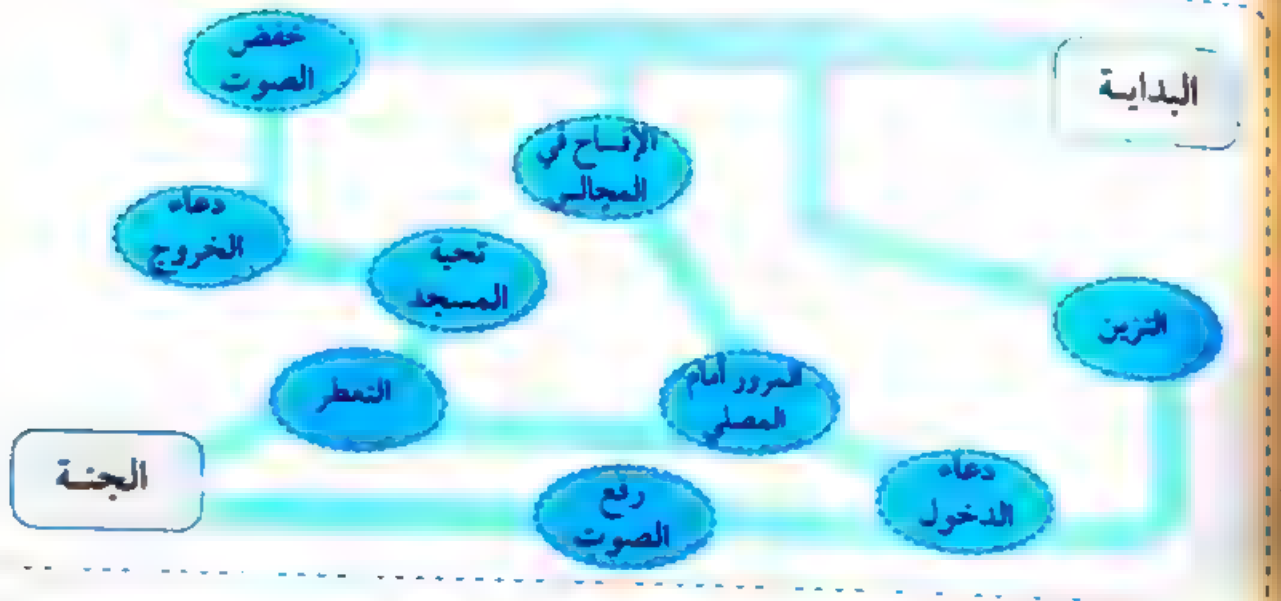 البداية
خفض
الصوت
الإفساح في
المجالس
دعاء
الخروج
تحية
المسجد
التزين
التعطر
المرور أمام
المصلي
دعاء
الدخول
الجنة
رفع
الصوت